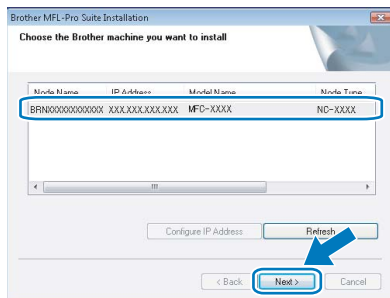 Brother MFL-Pro Suite Installation
Choose the Brother machine you want to install
Node Name IP Address Model Name Node Type
BRNXXXXXXXXXXXX XXX.XXX.XXX.XXX MFC-XXXX NC-XXXX
Configure IP Address Refresh
< Back Next > Cancel